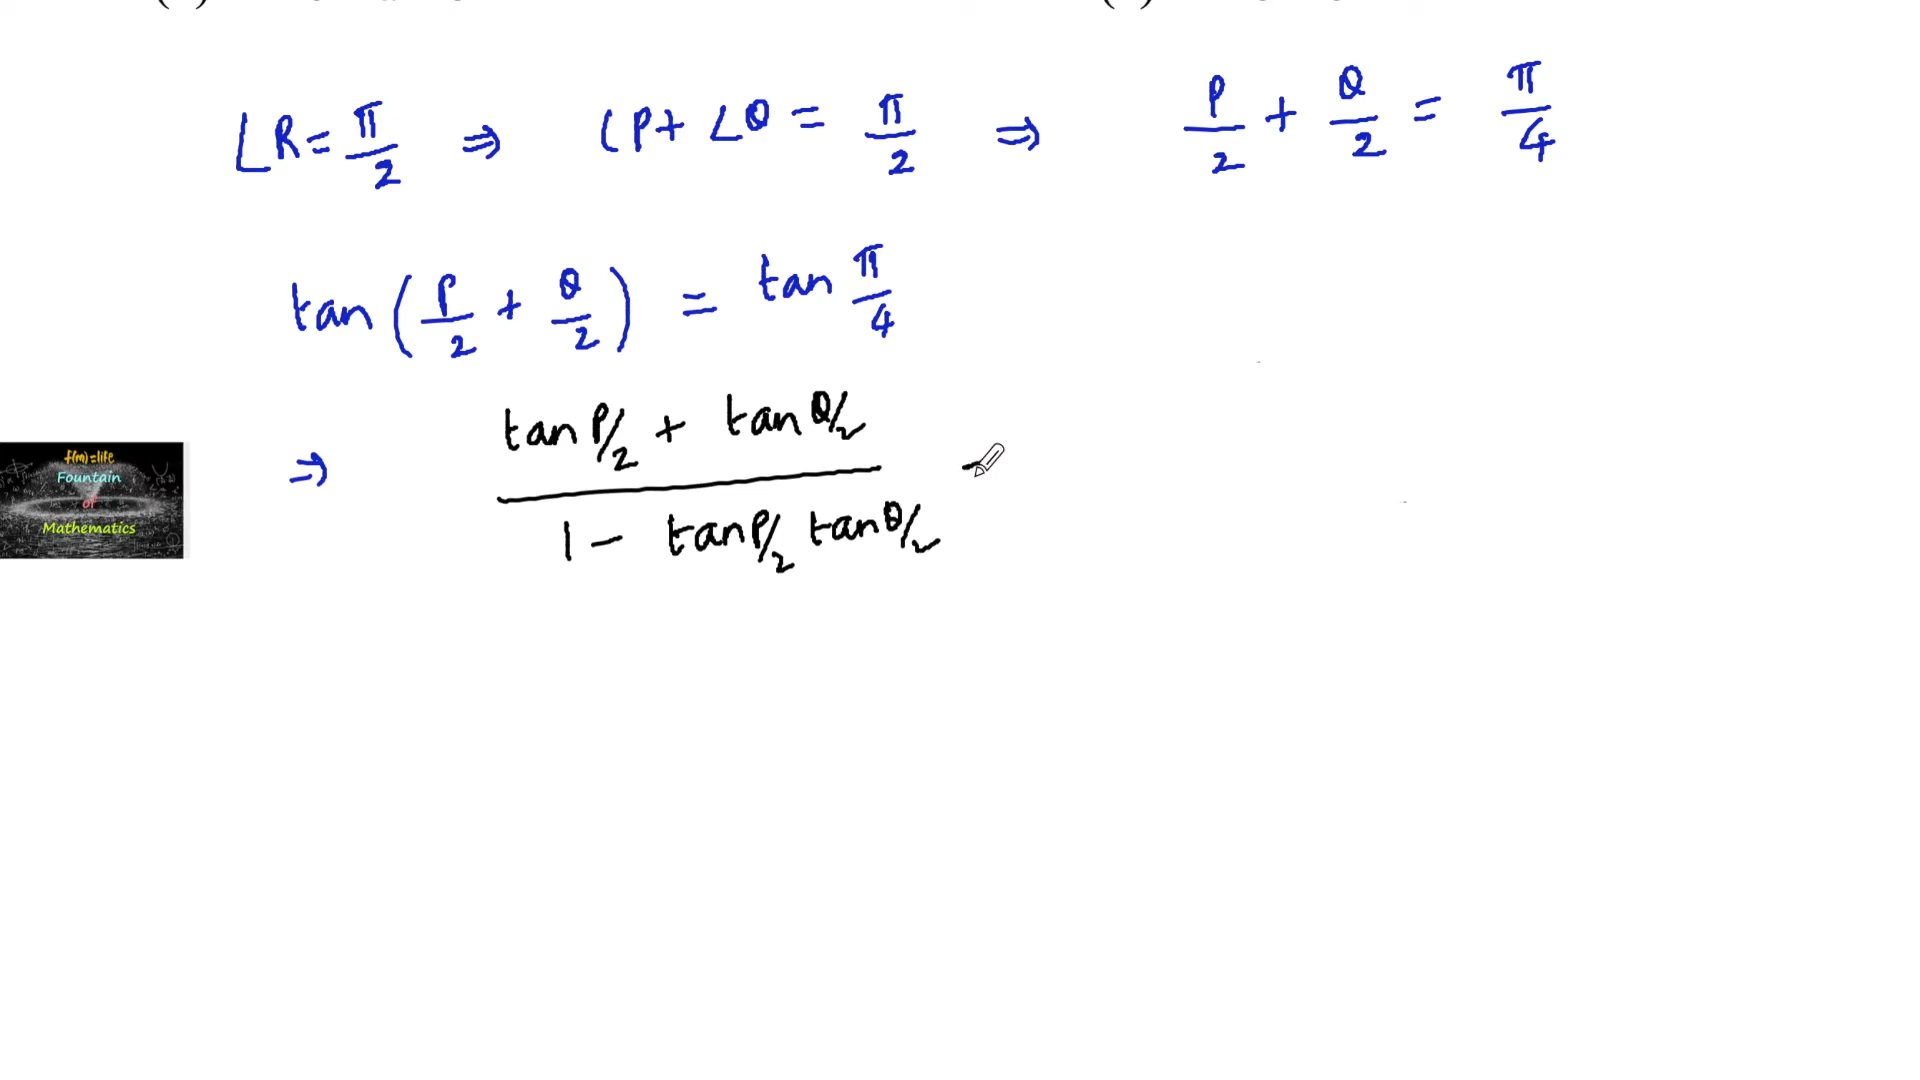 ∠R = π/2 ⇒ ∠P + ∠Q = π/2 ⇒ P/2 + Q/2 = π/4
tan(P/2 + Q/2) = tan π/4
⇒ (tan P/2 + tan Q/2) / (1 - tan P/2 tan Q/2) -
f(m)=life
Fountain
of
Mathematics